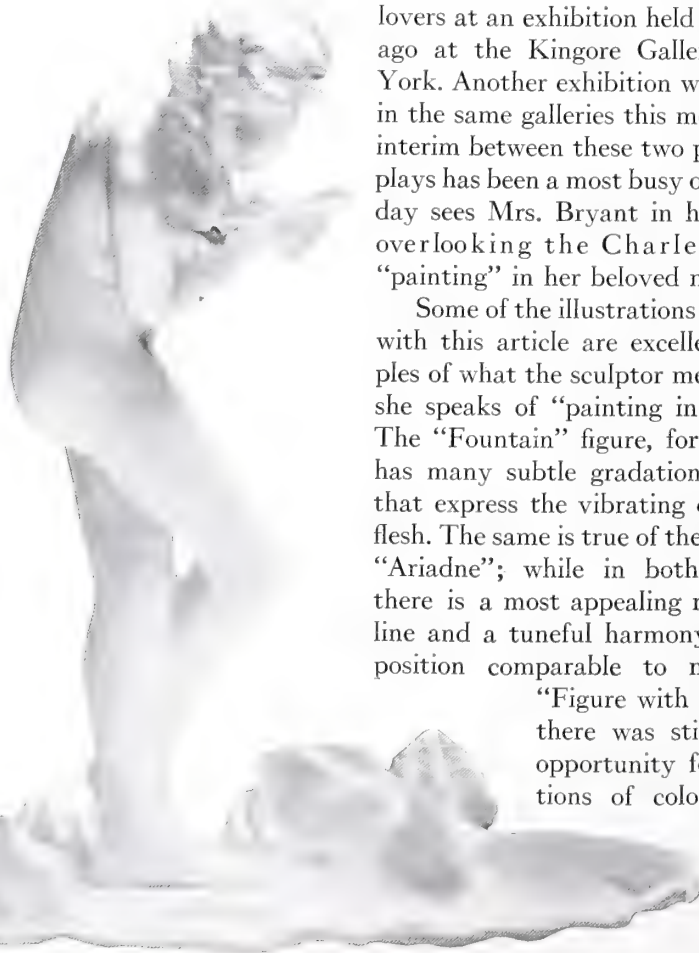 lovers at an exhibition held
ago at the Kingore Galle
York. Another exhibition w
in the same galleries this m
interim between these two p
plays has been a most busy o
day sees Mrs. Bryant in h
overlooking the Charle
“painting” in her beloved
Some of the illustrations
with this article are excelle
ples of what the sculptor me
she speaks of “painting in
The “Fountain” figure, for
has many subtle gradation
that express the vibrating
flesh. The same is true of the
“Ariadne”; while in both
there is a most appealing
line and a tuneful harmony
position comparable to
“Figure with
there was sti
opportunity f
tions of colo